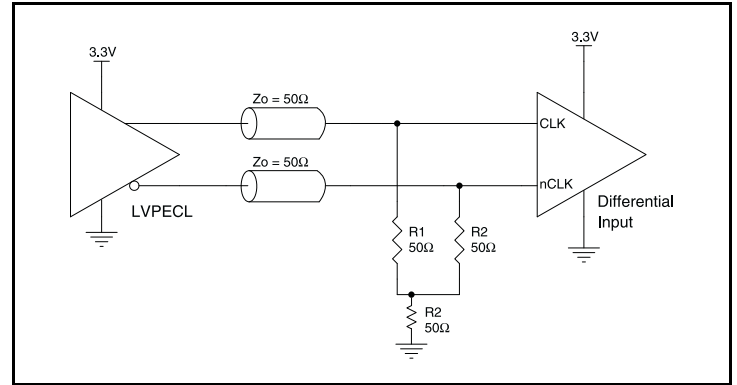 3.3V
3.3V
Zo = 50Ω
CLK
Zo = 50Ω
nCLK
LVPECL
Differential
Input
R1
50Ω
R2
50Ω
R2
50Ω